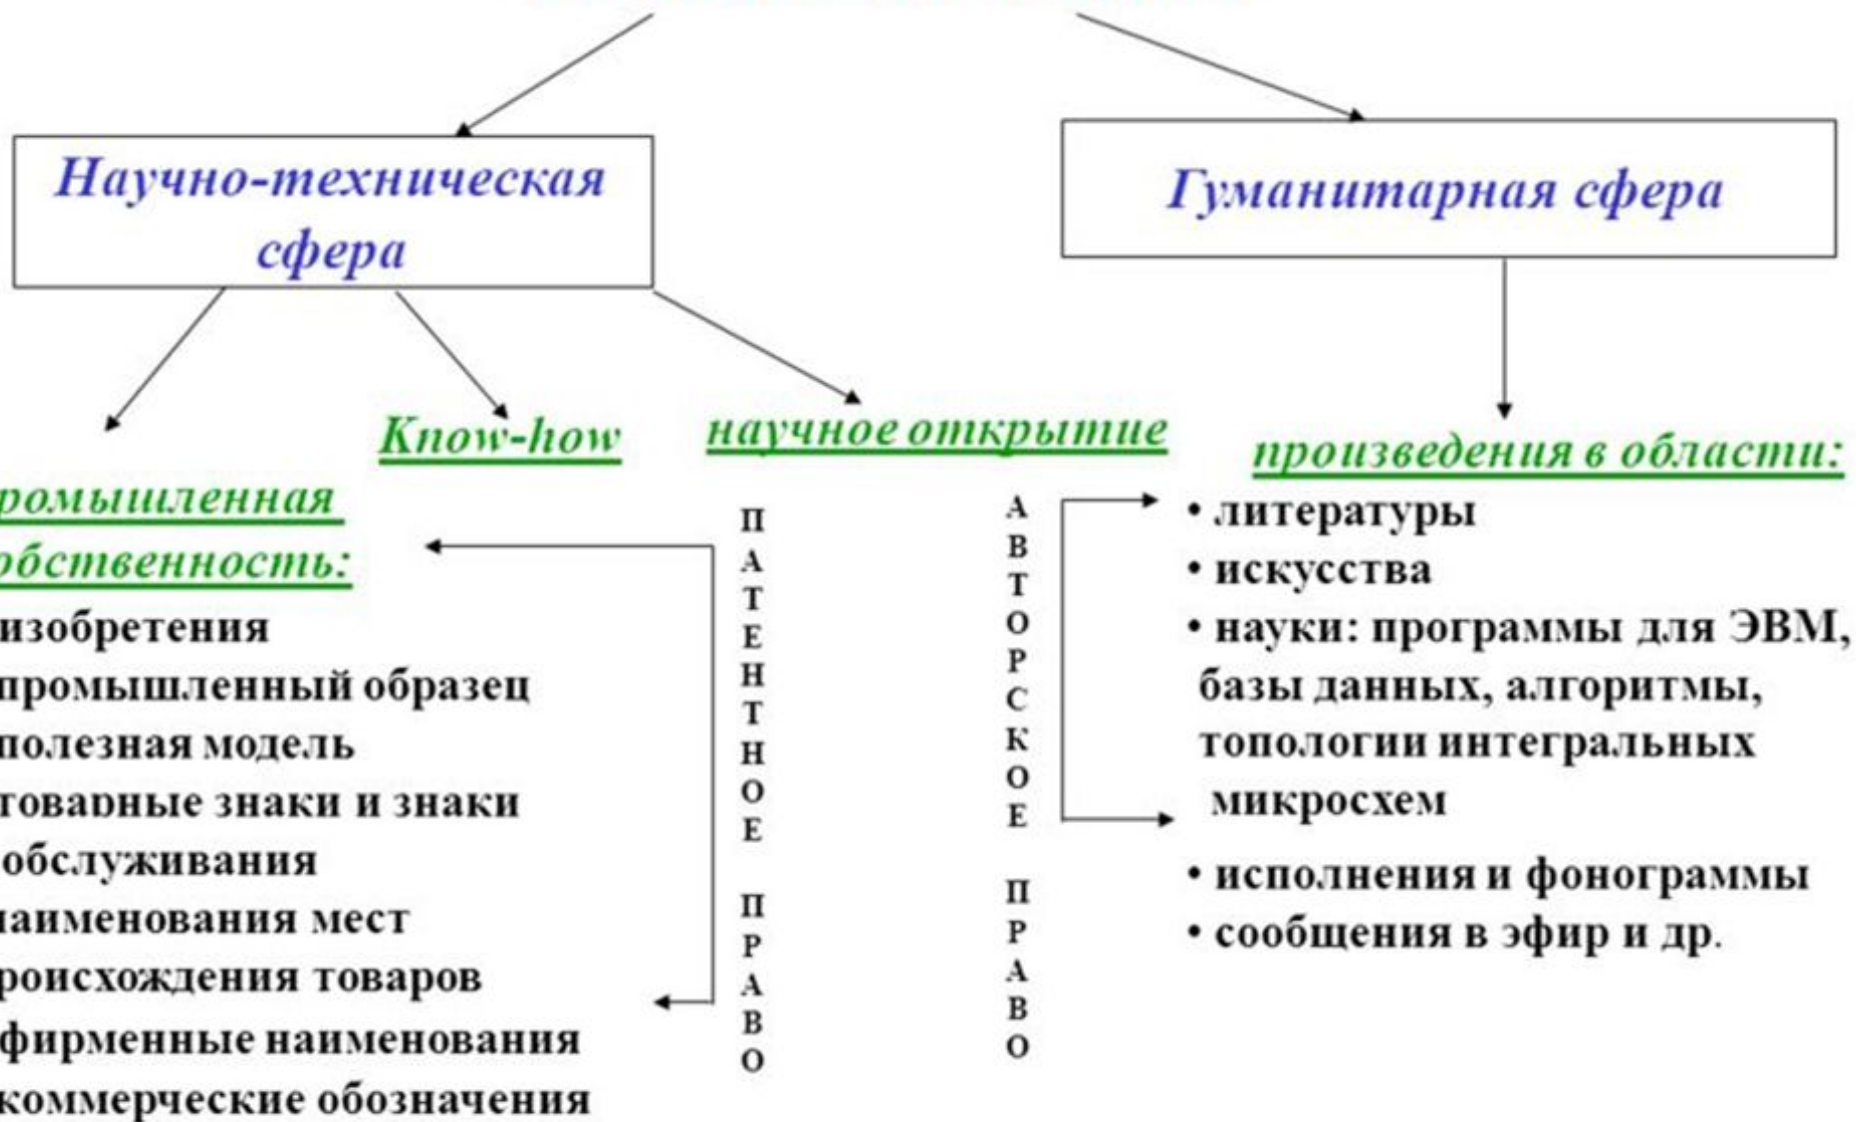 Научно-техническая
сфера
Гуманитарная сфера
Know-how
научное открытие
произведения в области:
ромышленная
обственность:
изобретения
промышленный образец
полезная модель
товарные знаки и знаки
обслуживания
наименования мест
роисхождения товаров
фирменные наименования
коммерческие обозначения
ПАТЕНТНОЕ ПРАВО
АВТОРСКОЕ ПРАВО
• литературы
• искусства
• науки: программы для ЭВМ,
базы данных, алгоритмы,
топологии интегральных
микросхем
• исполнения и фонограммы
• сообщения в эфир и др.